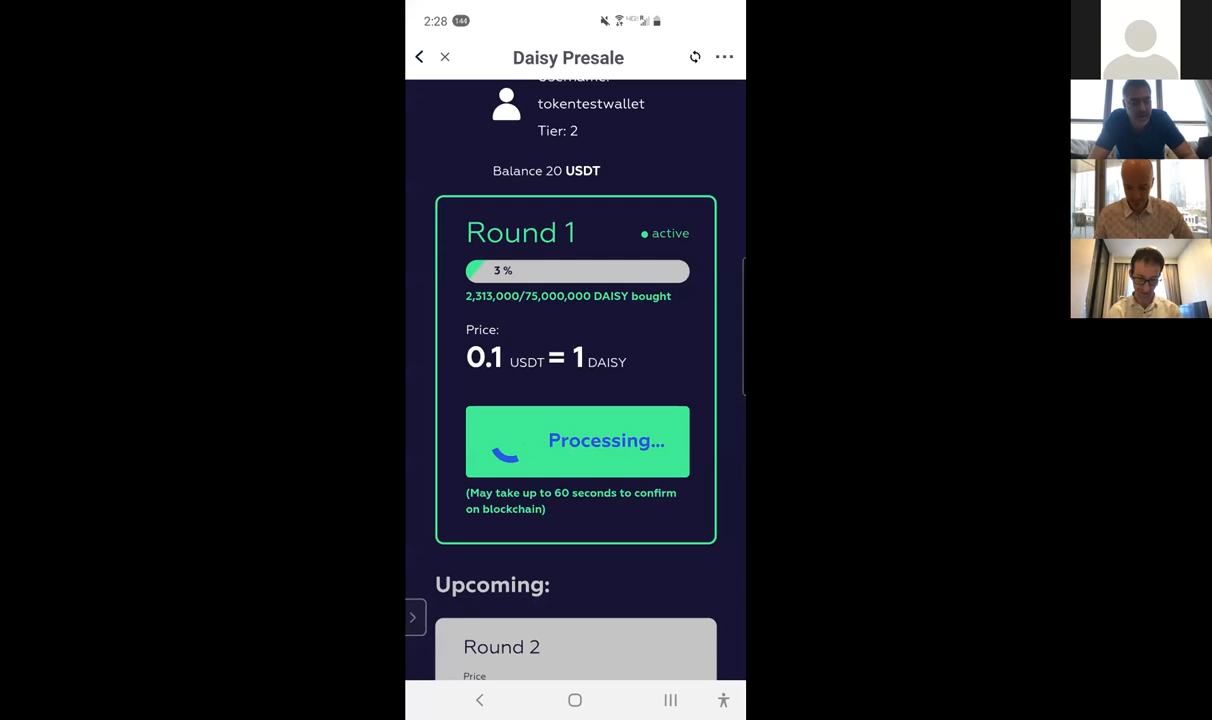 2:28 144
Daisy Presale
Username:
tokentestwallet
Tier: 2
Balance 20 USDT
Round 1
active
3 %
2,313,000/75,000,000 DAISY bought
Price:
0.1 USDT = 1 DAISY
Processing...
(May take up to 60 seconds to confirm
on blockchain)
Upcoming:
Round 2
Price